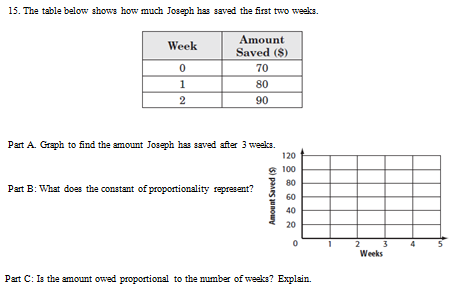 15. The table below shows how much Joseph has saved the first two weeks.
Week Amount Saved ($)
0 70
1 80
2 90
Part A. Graph to find the amount Joseph has saved after 3 weeks.
Part B: What does the constant of proportionality represent?
Amount Saved ($)
120
100
80
60
40
20
0 1 2 3 4 5
Weeks
Part C: Is the amount owed proportional to the number of weeks? Explain.